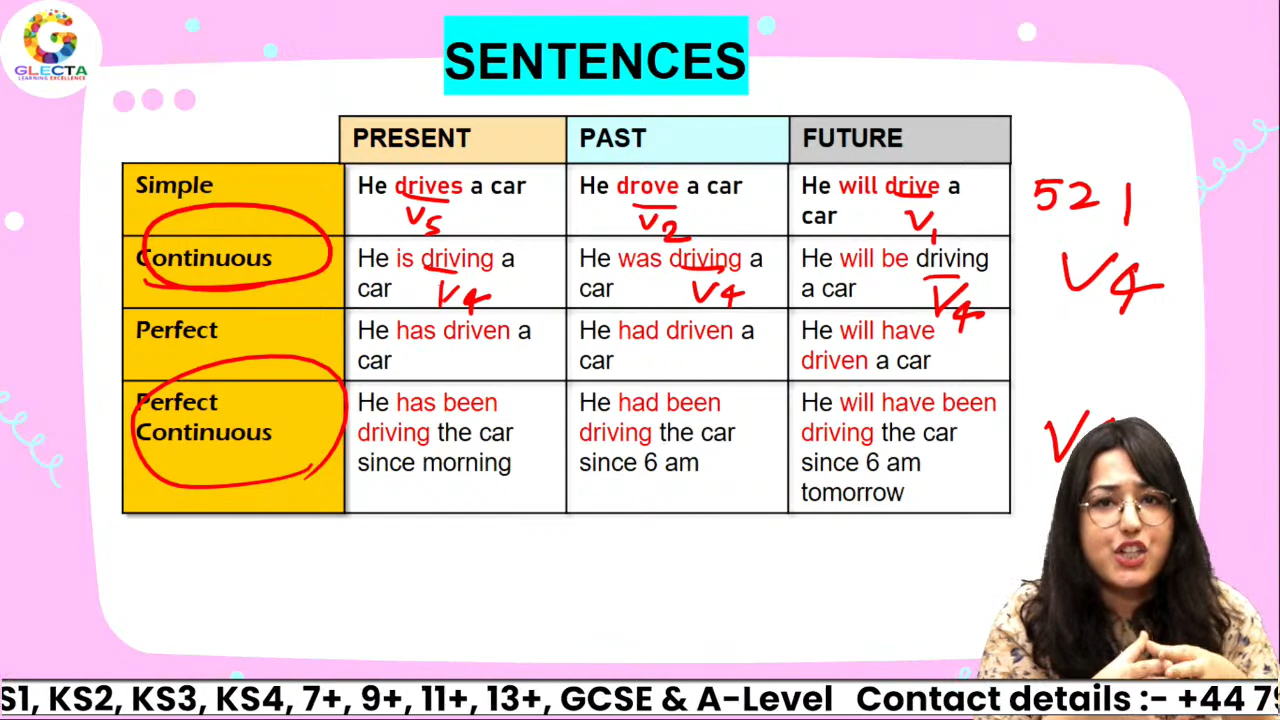 GLECTA
LEARNING EXCELLENCE
SENTENCES
PRESENT
PAST
FUTURE
Simple
He drives a car
V5
He drove a car
V2
He will drive a
car
V1
5 2 1
Continuous
He is driving a
car
V4
He was driving a
car
V4
He will be driving
a car
V4
V4
Perfect
He has driven a
car
He had driven a
car
He will have
driven a car
Perfect
Continuous
He has been
driving the car
since morning
He had been
driving the car
since 6 am
He will have been
driving the car
since 6 am
tomorrow
S1, KS2, KS3, KS4, 7+, 9+, 11+, 13+, GCSE & A-Level Contact details :- +44 79